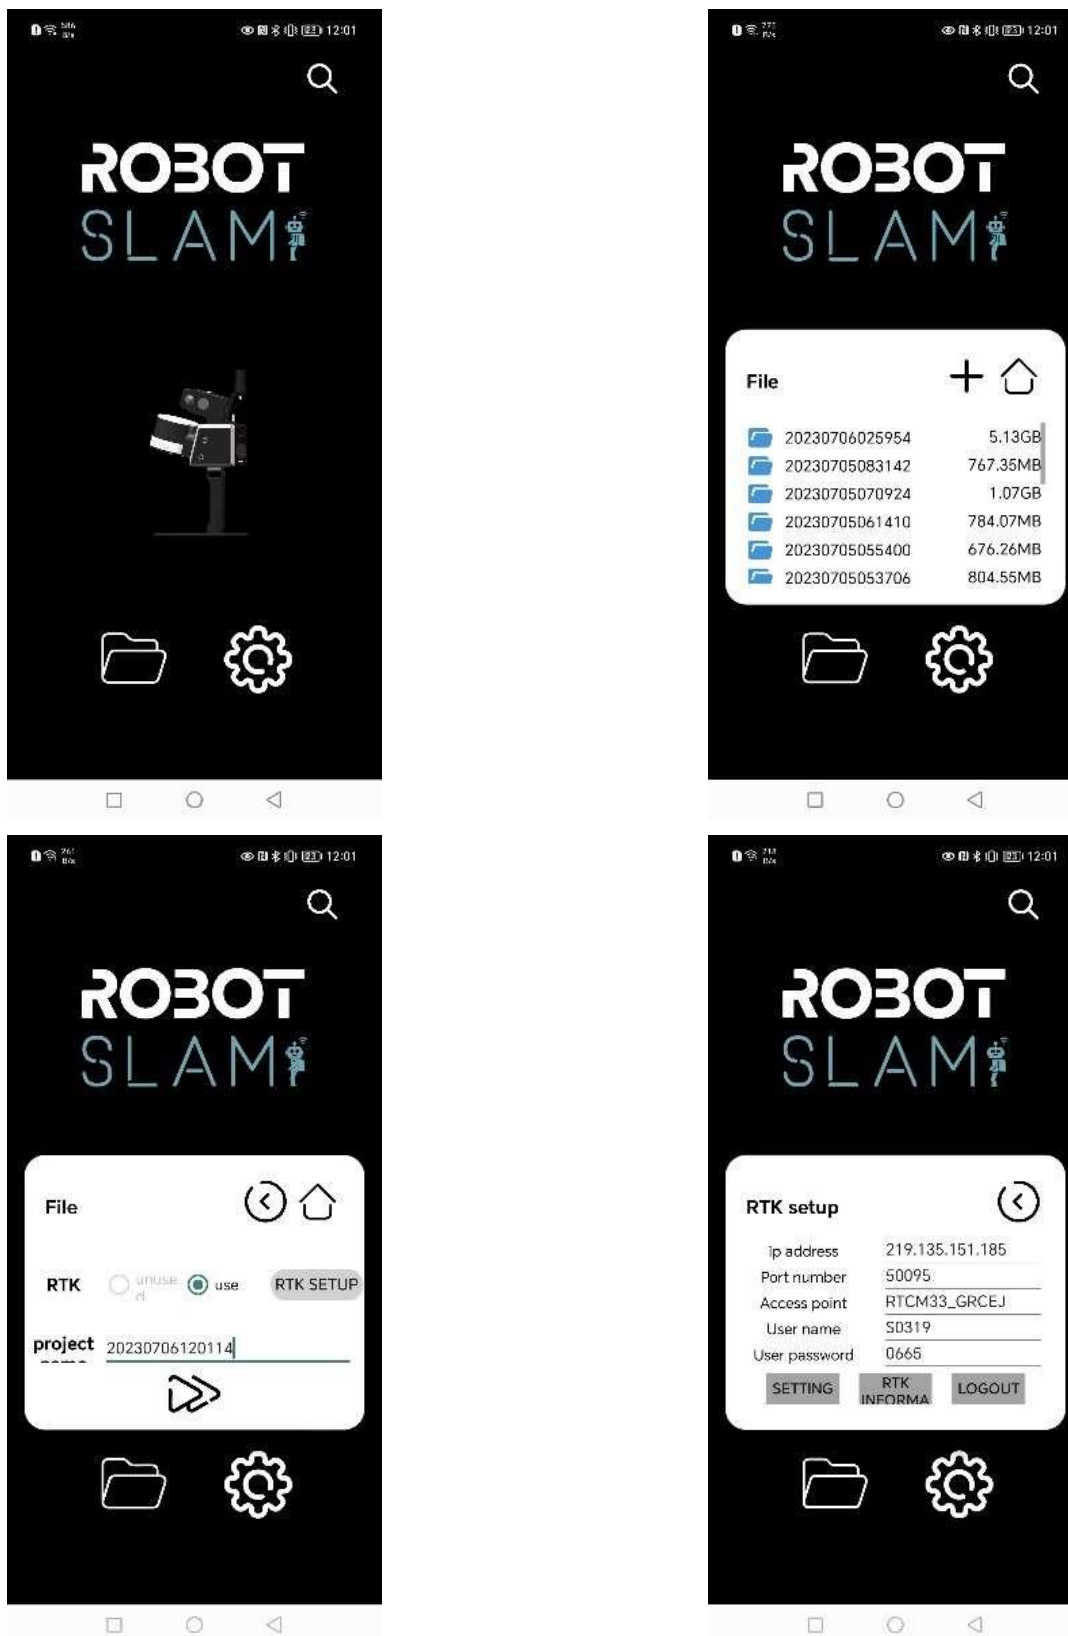 12:01
ROBOT
SLAM
12:01
ROBOT
SLAM
File
20230706025954 5.13GB
20230705083142 767.35MB
20230705070924 1.07GB
20230705061410 784.07MB
20230705055400 676.26MB
20230705053706 804.55MB
12:01
ROBOT
SLAM
File
RTK unuse d use RTK SETUP
project 20230706120114
12:01
ROBOT
SLAM
RTK setup
ip address 219.135.151.185
Port number 50095
Access point RTCM33_GRCEJ
User name S0319
User password 0665
SETTING RTK INFORMA LOGOUT